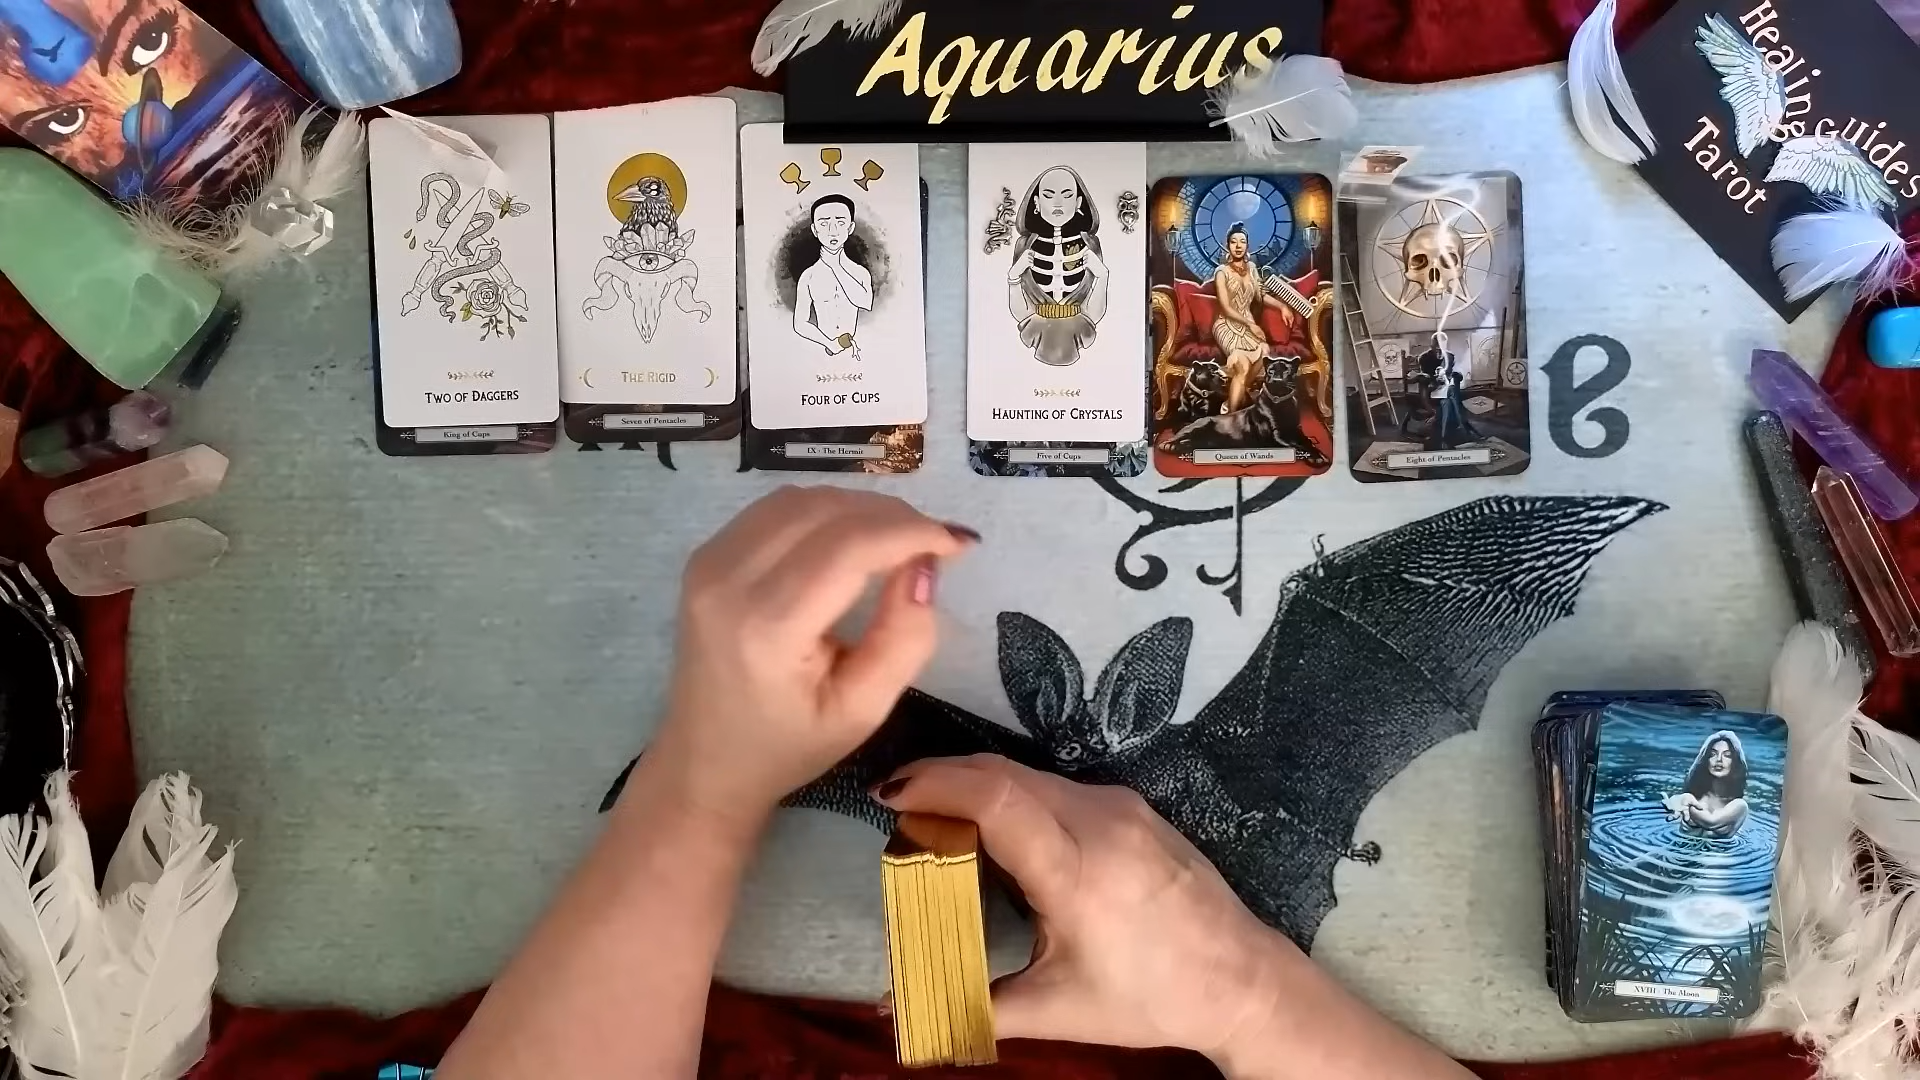 Aquarius
Healing Guides
Tarot
TWO OF DAGGERS
King of Cups
THE RIGID
Seven of Pentacles
FOUR OF CUPS
IX · The Hermit
HAUNTING OF CRYSTALS
Five of Cups
Queen of Wands
Eight of Pentacles
XVIII · The Moon